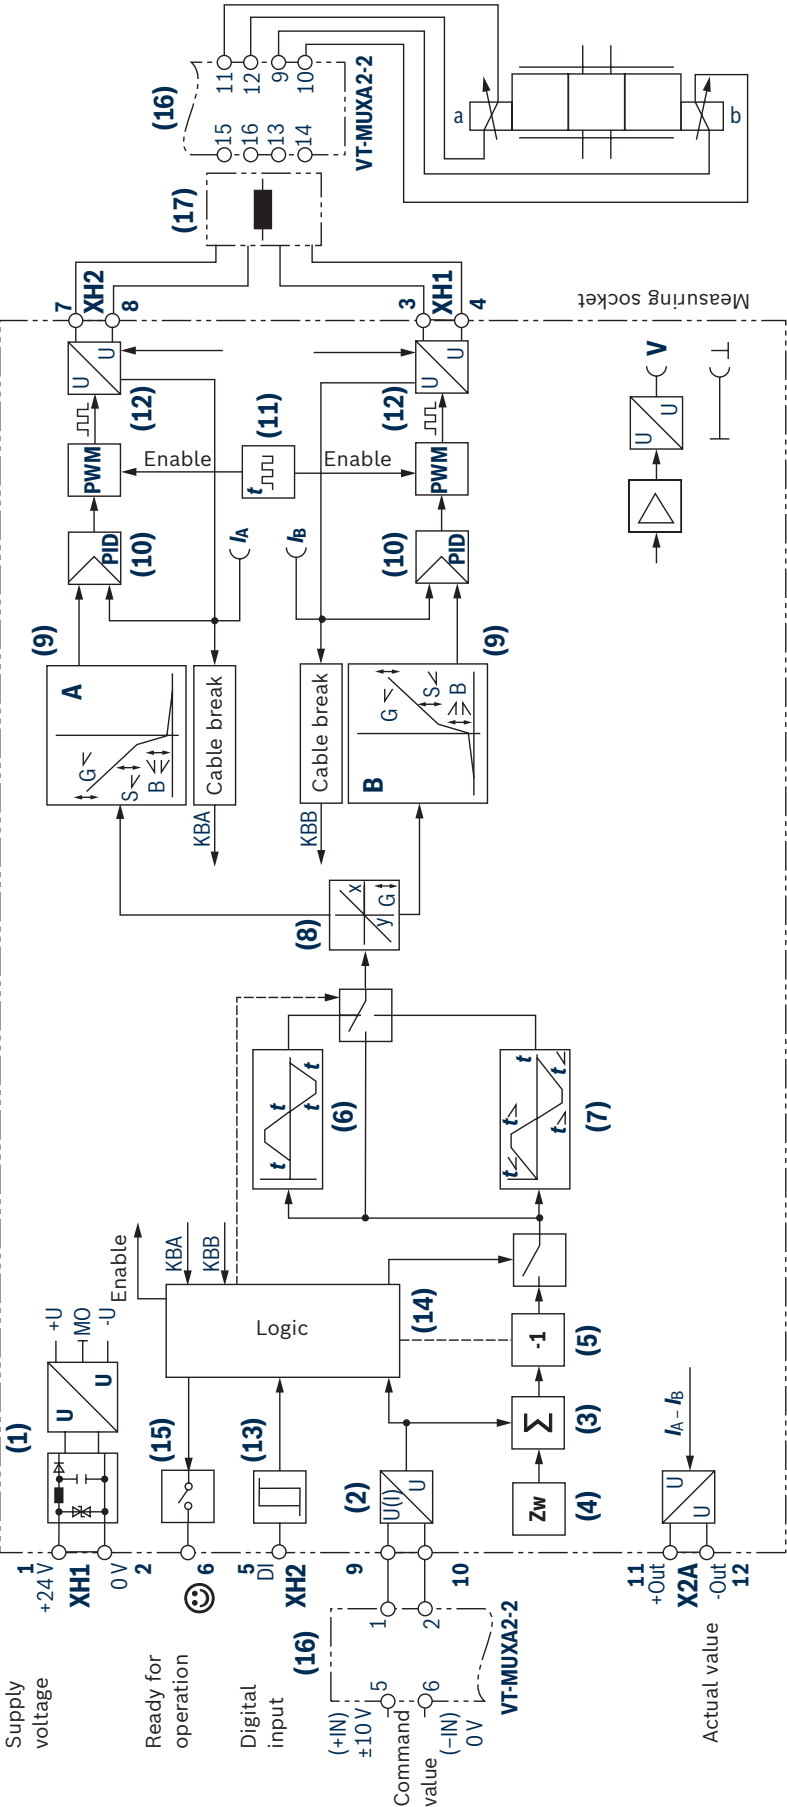 Supply
voltage
1
+24 V
XH1
0 V
2
(1)
U
U
+U
MO
-U
Enable
Ready for
operation
6
(15)
KBA
KBB
Digital
input
5
DI
XH2
(13)
Logic
(14)
(16)
(+IN)
±10 V
Command
value
(–IN)
0 V
5
6
1
2
VT-MUXA2-2
9
10
(2)
U(I)
U
Zw
(4)
Σ
(3)
-1
(5)
t
t
t
t
(6)
t
t
t
t
t
(7)
Actual value
11
+Out
X2A
-Out
12
U
U
IA – IB
(8)
x
y
G
(9)
A
G
S
B
KBA
Cable break
KBB
Cable break
B
G
S
B
(9)
PID
(10)
IA
IB
PID
(10)
PWM
Enable
t
(11)
Enable
PWM
U
U
(12)
U
U
(12)
7
XH2
8
3
XH1
4
U
U
V
Measuring socket
(17)
(16)
15
16
13
14
11
12
9
10
VT-MUXA2-2
a
b